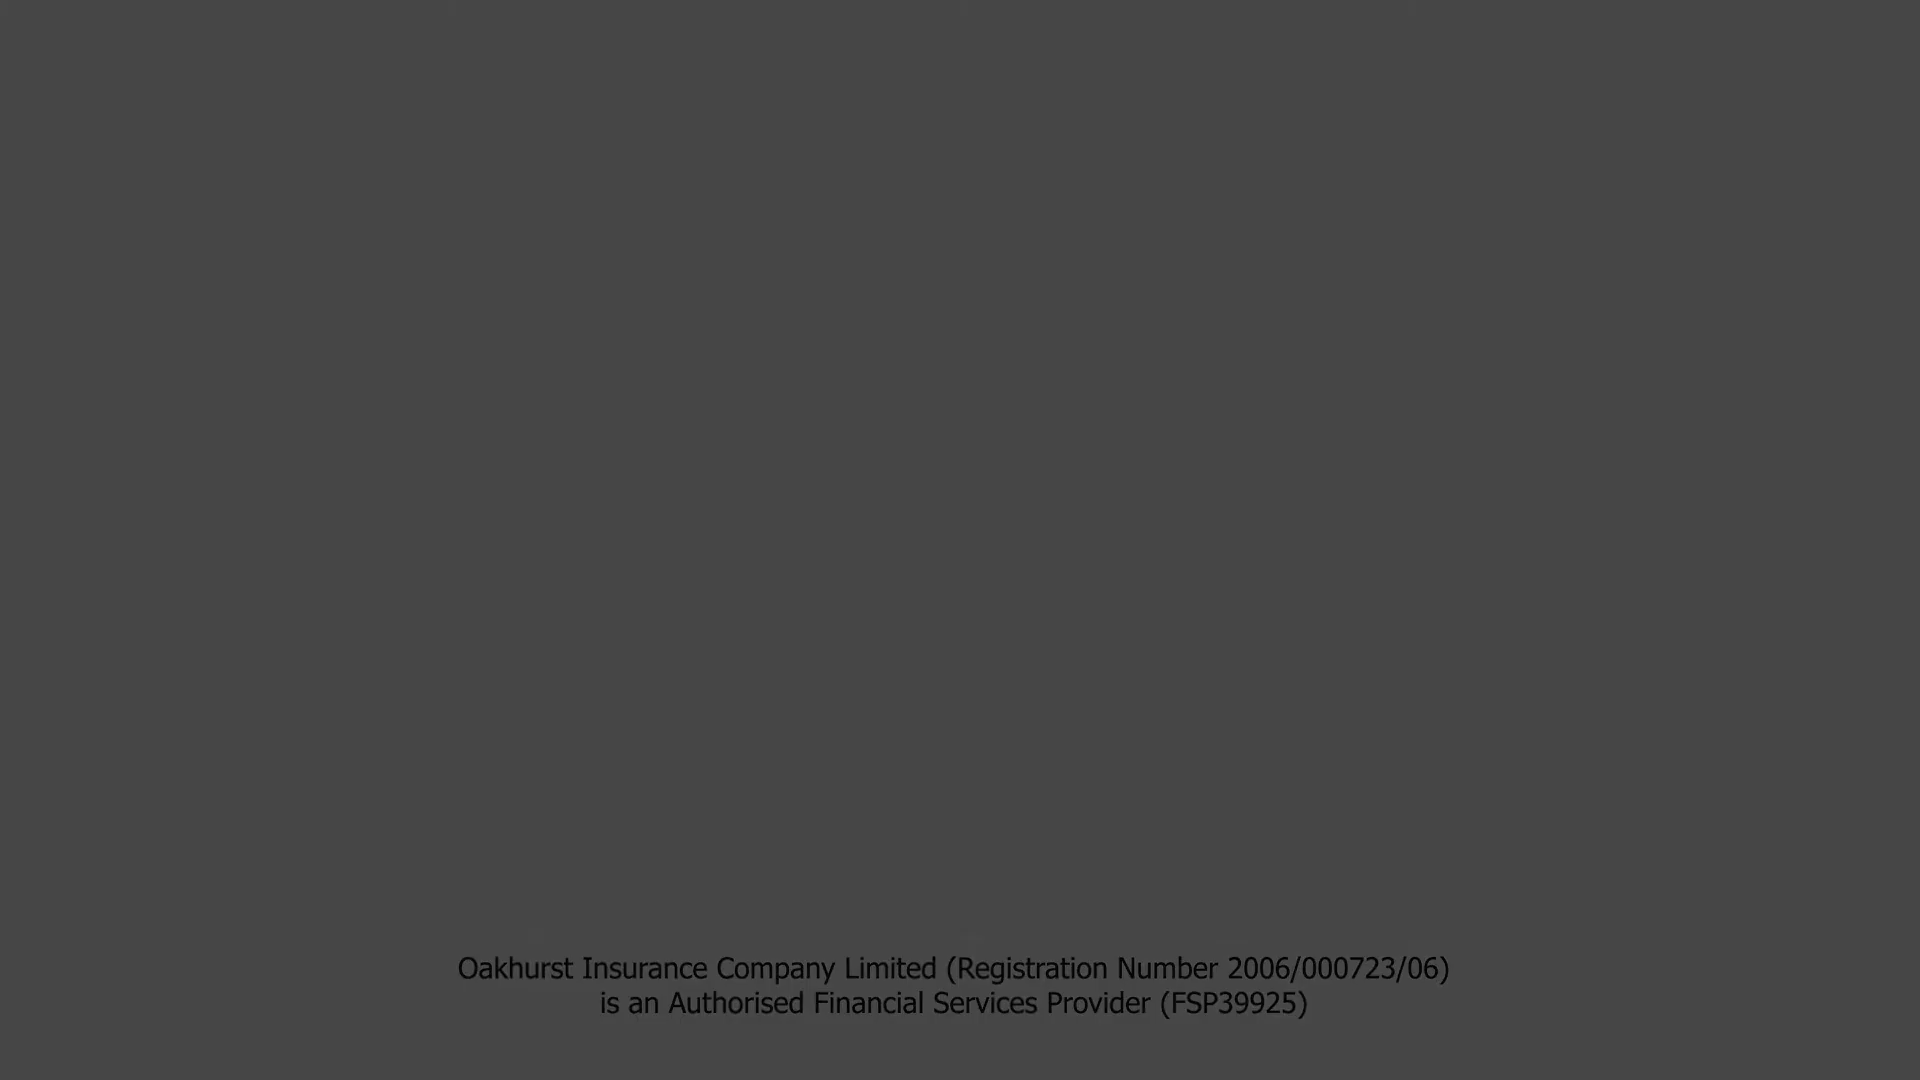 Oakhurst Insurance Company Limited (Registration Number 2006/000723/06)
is an Authorised Financial Services Provider (FSP39925)